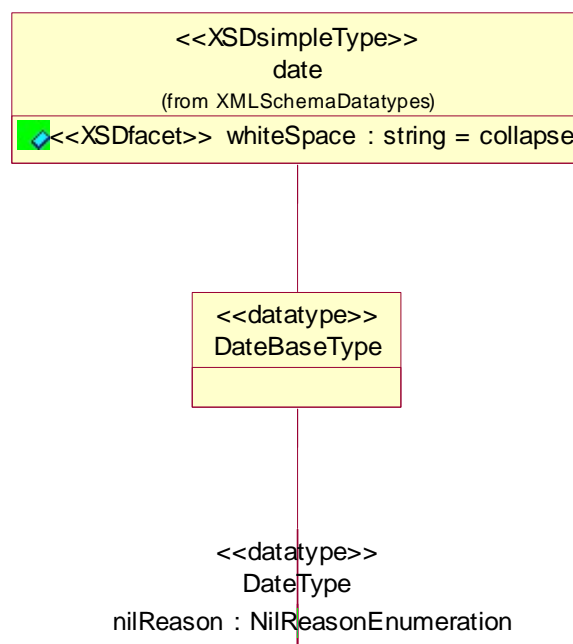 <<XSDsimpleType>>
date
(from XMLSchemaDatatypes)
<<XSDfacet>> whiteSpace : string = collapse
<<datatype>>
DateBaseType
<<datatype>>
DateType
nilReason : NilReasonEnumeration